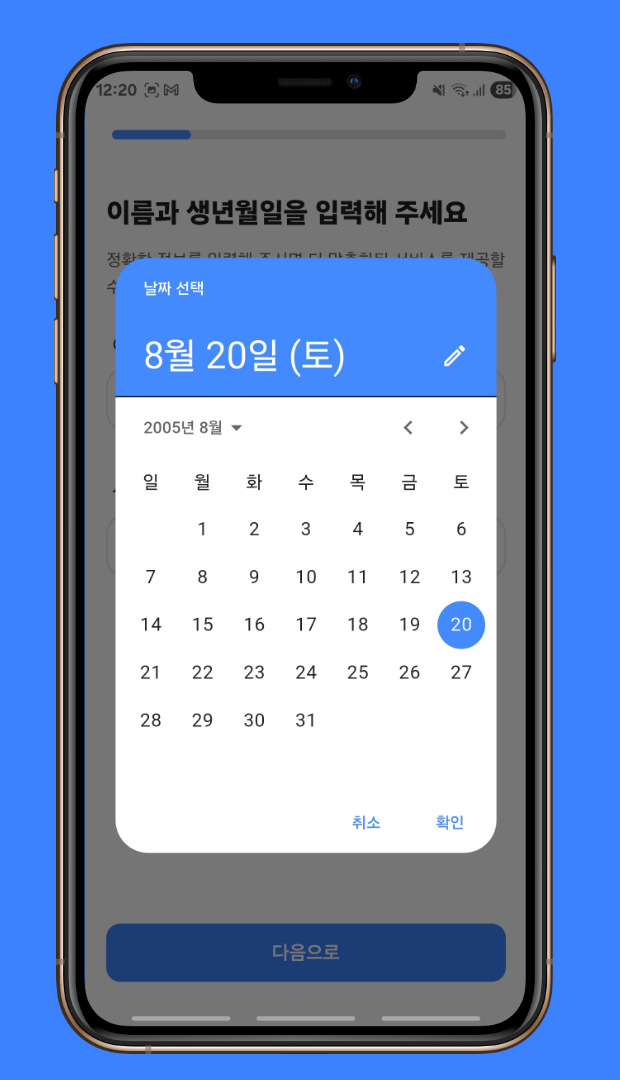 12:20
85
이름과 생년월일을 입력해 주세요
정확한 정보를 입력해 주시면 더 맞춤화된 서비스를 제공할
수
날짜 선택
8월 20일 (토)
2005년 8월
일 월 화 수 목 금 토
1 2 3 4 5 6
7 8 9 10 11 12 13
14 15 16 17 18 19 20
21 22 23 24 25 26 27
28 29 30 31
취소 확인
다음으로